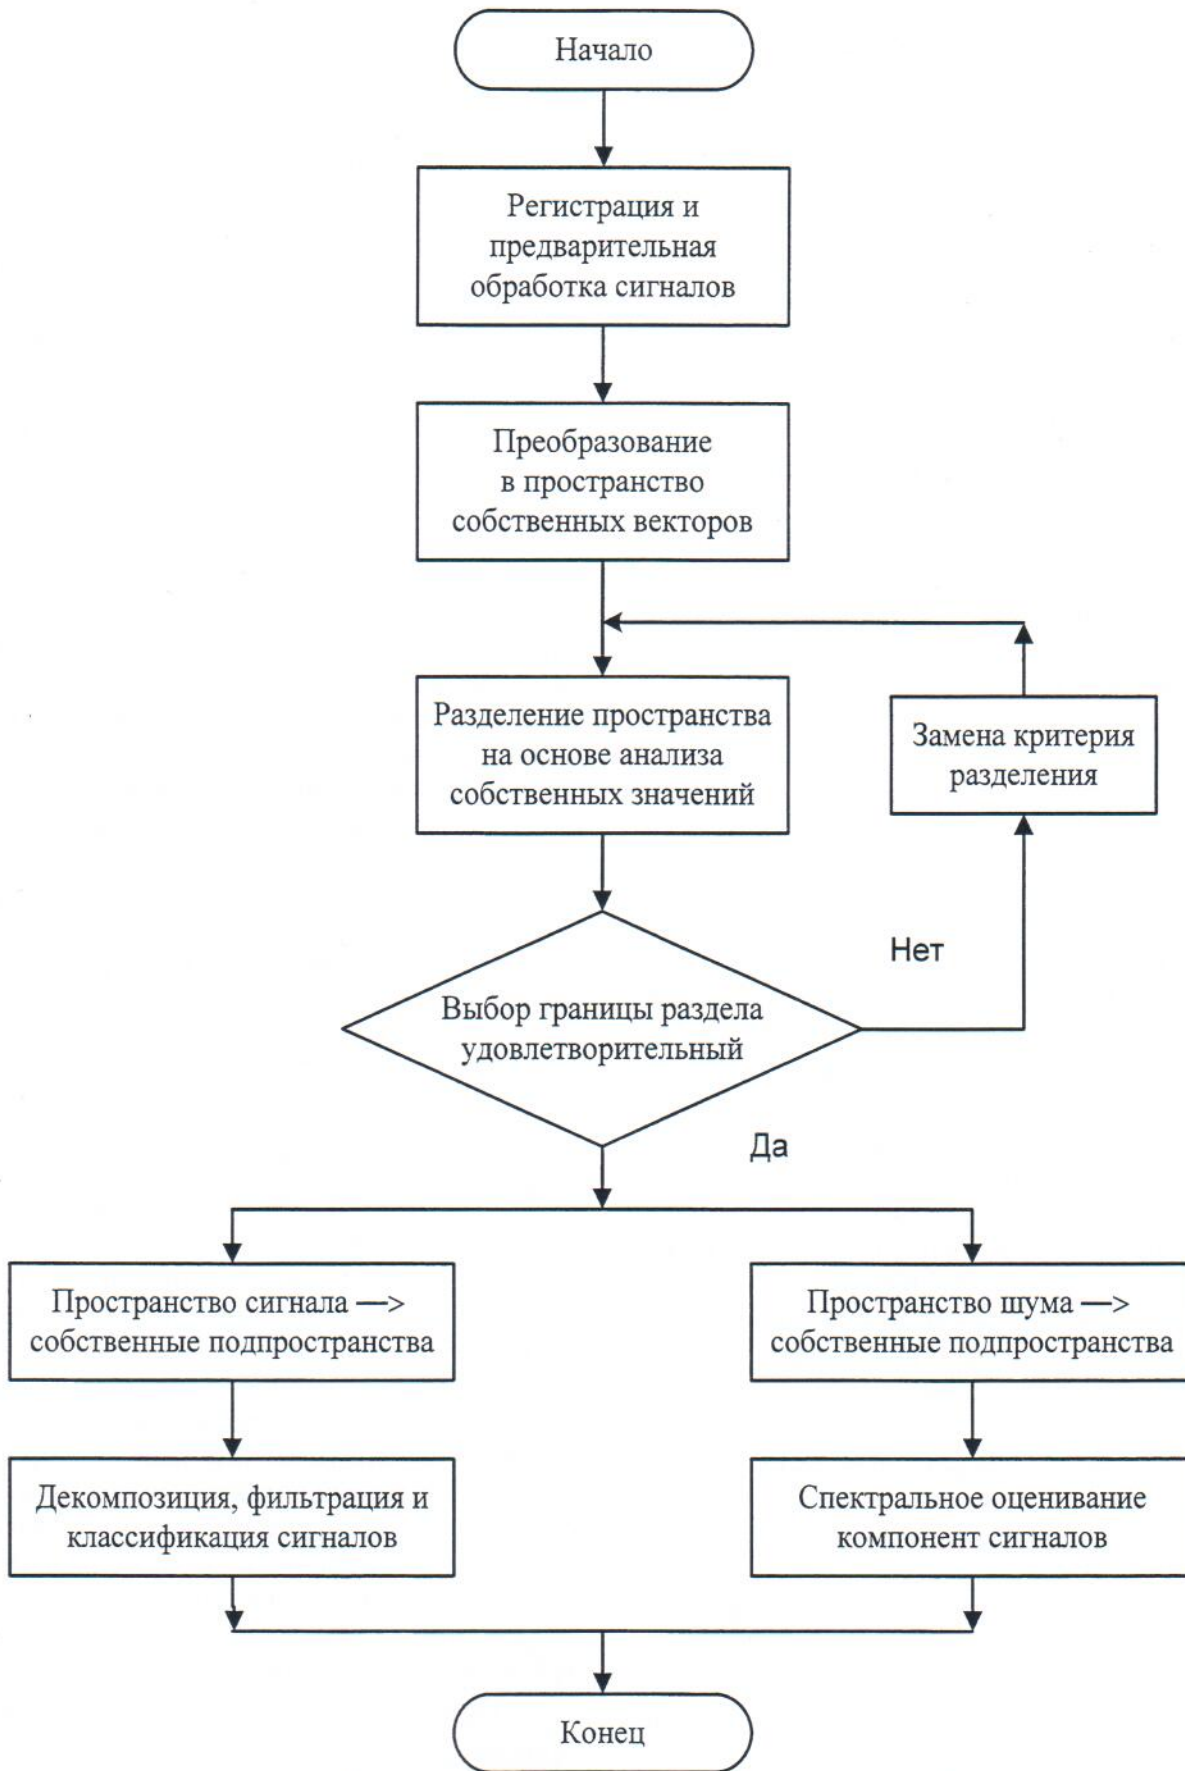 Начало
Регистрация и
предварительная
обработка сигналов
Преобразование
в пространство
собственных векторов
Разделение пространства
на основе анализа
собственных значений
Замена критерия
разделения
Нет
Выбор границы раздела
удовлетворительный
Да
Пространство сигнала —>
собственные подпространства
Пространство шума —>
собственные подпространства
Декомпозиция, фильтрация и
классификация сигналов
Спектральное оценивание
компонент сигналов
Конец